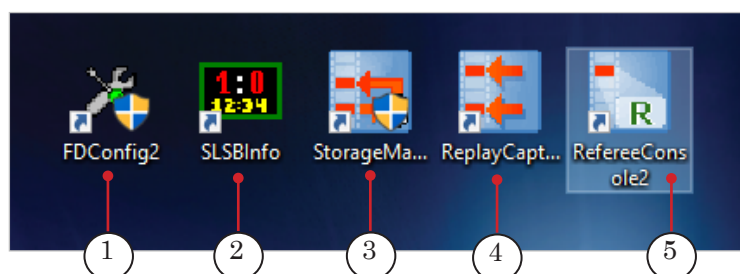 1:0
12:34
R
FDConfig2
SLSBInfo
StorageMa...
ReplayCapt...
RefereeCons
ole2
1
2
3
4
5